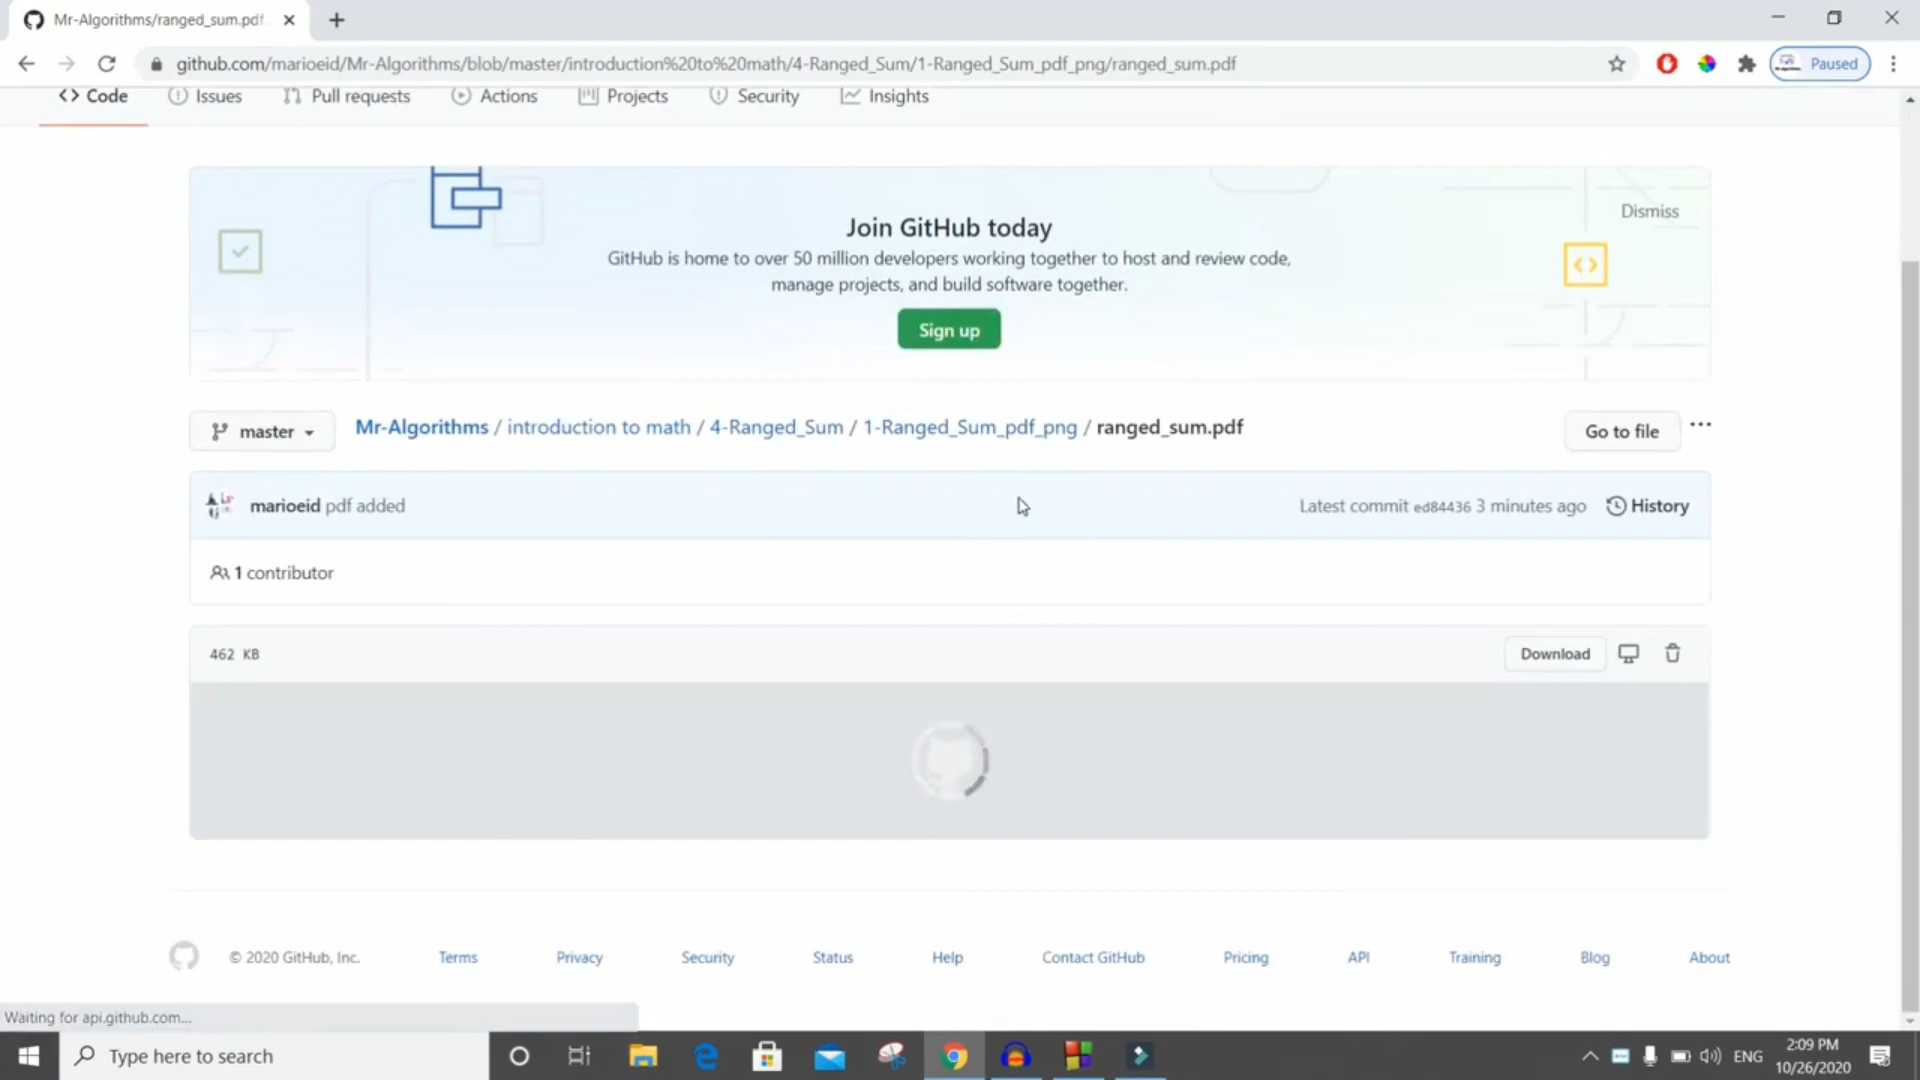 Mr-Algorithms/ranged_sum.pdf
github.com/marioeid/Mr-Algorithms/blob/master/introduction%20to%20math/4-Ranged_Sum/1-Ranged_Sum_pdf_png/ranged_sum.pdf
Paused
Code
Issues
Pull requests
Actions
Projects
Security
Insights
Join GitHub today
Dismiss
GitHub is home to over 50 million developers working together to host and review code,
manage projects, and build software together.
Sign up
master
Mr-Algorithms / introduction to math / 4-Ranged_Sum / 1-Ranged_Sum_pdf_png / ranged_sum.pdf
Go to file
marioeid pdf added
Latest commit ed84436 3 minutes ago
History
1 contributor
462 KB
Download
© 2020 GitHub, Inc.
Terms
Privacy
Security
Status
Help
Contact GitHub
Pricing
API
Training
Blog
About
Waiting for api.github.com...
Type here to search
ENG
2:09 PM
10/26/2020